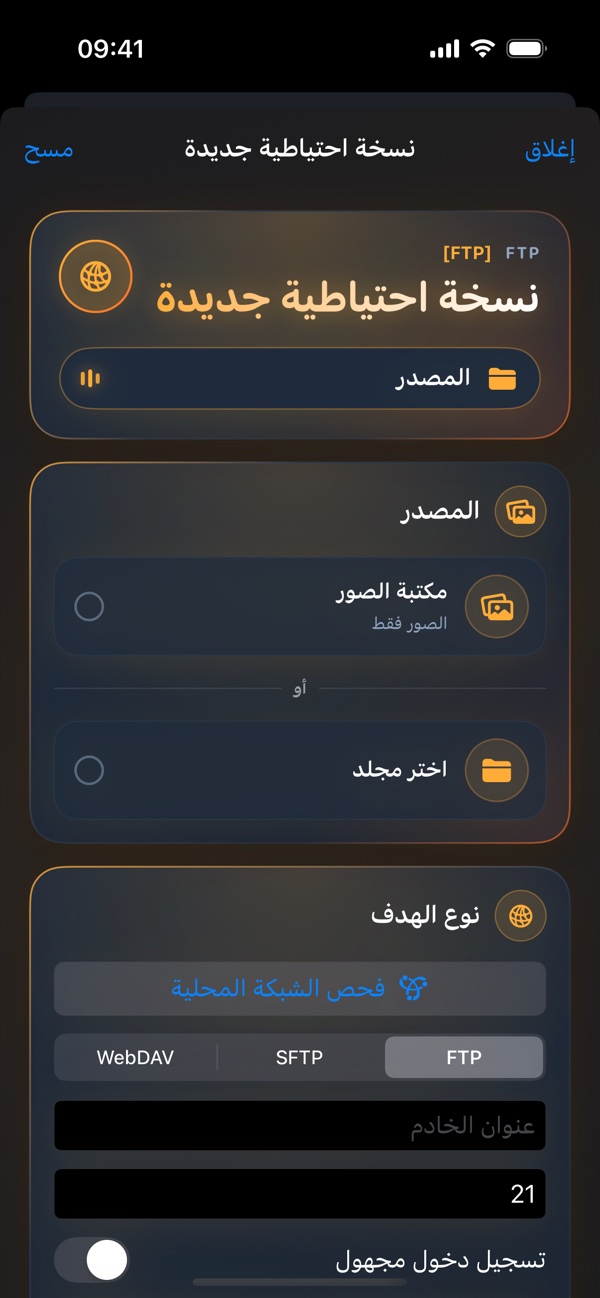 09:41
إغلاق نسخة احتياطية جديدة مسح
FTP [FTP]
نسخة احتياطية جديدة
المصدر
المصدر
مكتبة الصور
الصور فقط
أو
اختر مجلد
نوع الهدف
فحص الشبكة المحلية
FTP SFTP WebDAV
عنوان الخادم
21
تسجيل دخول مجهول